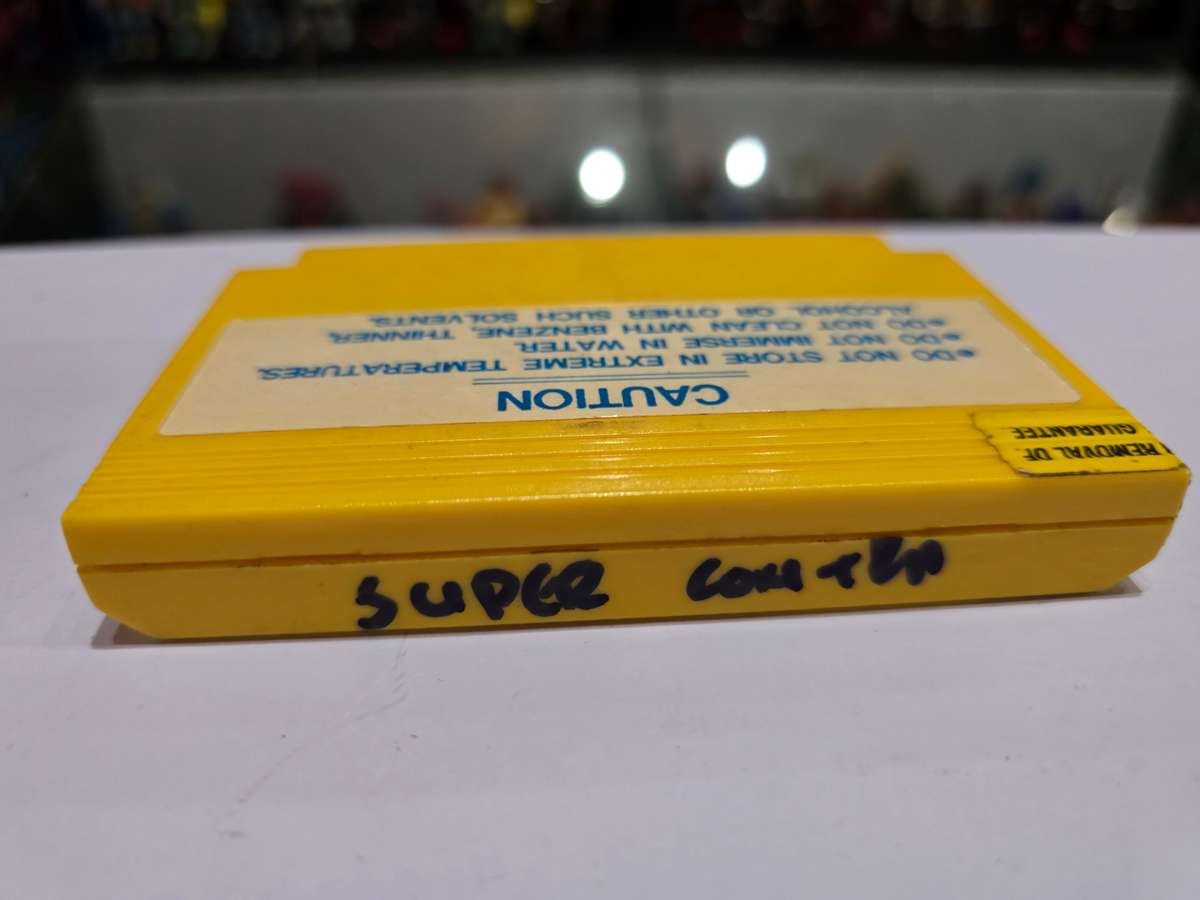 CAUTION
●DO NOT STORE IN EXTREME TEMPERATURES.
●DO NOT IMMERSE IN WATER.
●DO NOT CLEAN WITH BENZENE, THINNER,
ALCOHOL OR OTHER SUCH SOLVENTS.
REMOVAL OF
GUARANTEE
SUPER CONTRA